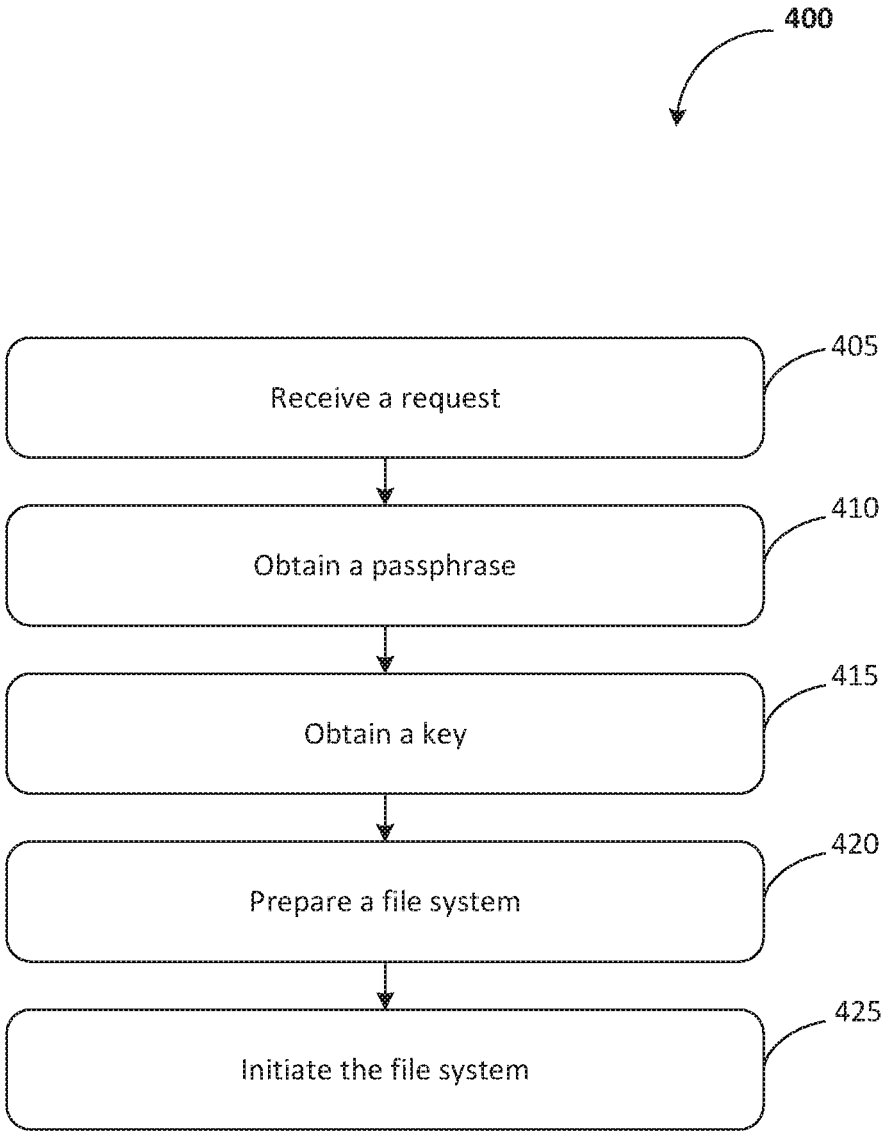 400
Receive a request
405
Obtain a passphrase
410
Obtain a key
415
Prepare a file system
420
Initiate the file system
425